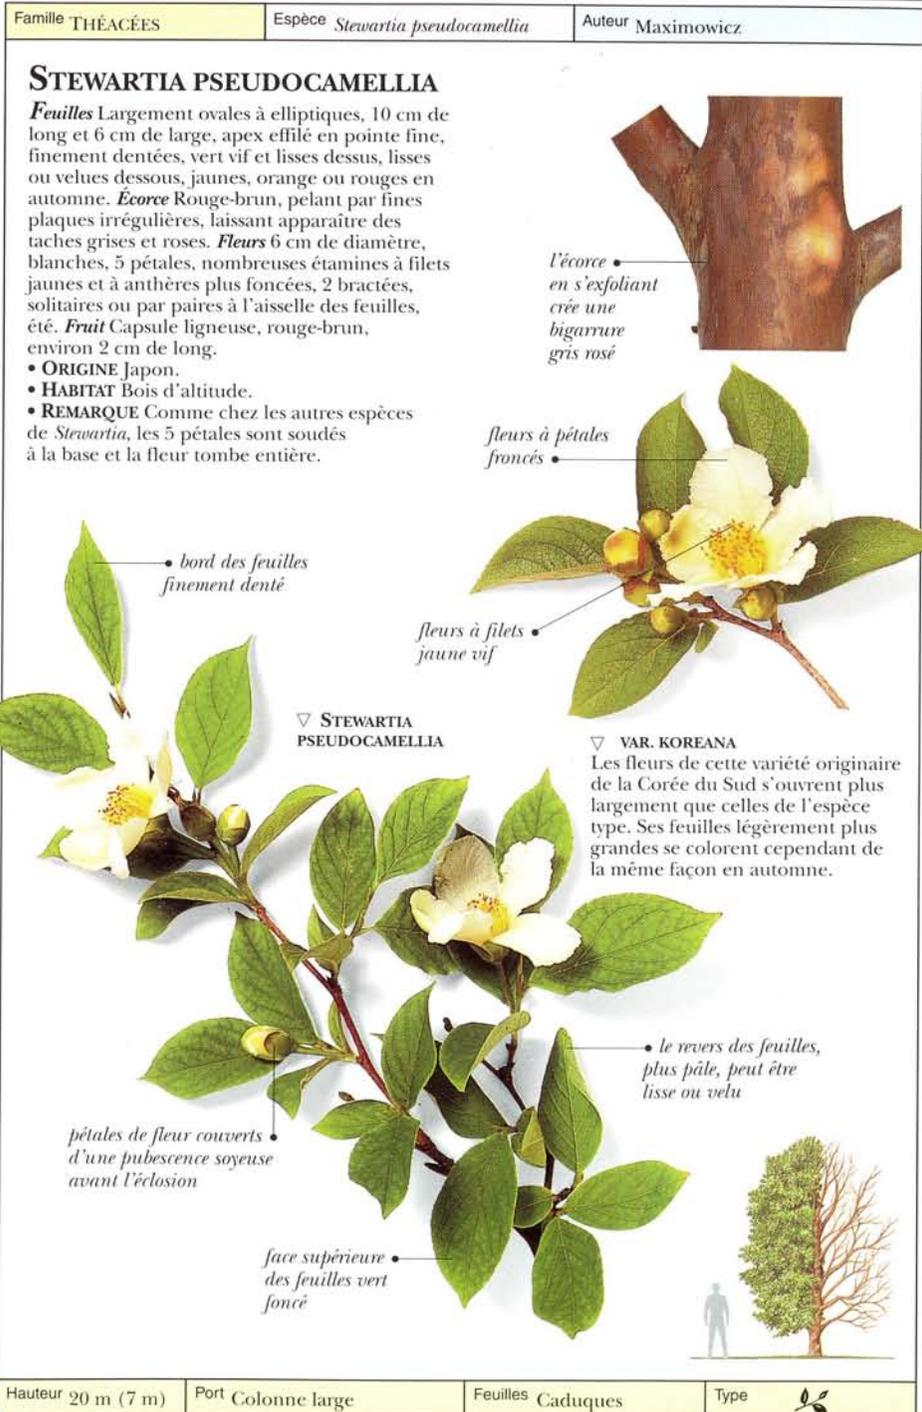 Famille THÉACÉES
Espèce Stewartia pseudocamellia
Auteur Maximowicz
STEWARTIA PSEUDOCAMELLIA
Feuilles Largement ovales à elliptiques, 10 cm de
long et 6 cm de large, apex effilé en pointe fine,
finement dentées, vert vif et lisses dessus, lisses
ou velues dessous, jaunes, orange ou rouges en
automne. Écorce Rouge-brun, pelant par fines
plaques irrégulières, laissant apparaître des
taches grises et roses. Fleurs 6 cm de diamètre,
blanches, 5 pétales, nombreuses étamines à filets
jaunes et à anthères plus foncées, 2 bractées,
solitaires ou par paires à l'aisselle des feuilles,
été. Fruit Capsule ligneuse, rouge-brun,
environ 2 cm de long.
• ORIGINE Japon.
• HABITAT Bois d'altitude.
• REMARQUE Comme chez les autres espèces
de Stewartia, les 5 pétales sont soudés
à la base et la fleur tombe entière.
l'écorce
en s'exfoliant
crée une
bigarrure
gris rosé
fleurs à pétales
froncés
bord des feuilles
finement denté
fleurs à filets
jaune vif
▽ STEWARTIA
PSEUDOCAMELLIA
▽ VAR. KOREANA
Les fleurs de cette variété originaire
de la Corée du Sud s'ouvrent plus
largement que celles de l'espèce
type. Ses feuilles légèrement plus
grandes se colorent cependant de
la même façon en automne.
le revers des feuilles,
plus pâle, peut être
lisse ou velu
pétales de fleur couverts
d'une pubescence soyeuse
avant l'éclosion
face supérieure
des feuilles vert
foncé
Hauteur 20 m (7 m)
Port Colonne large
Feuilles Caduques
Type